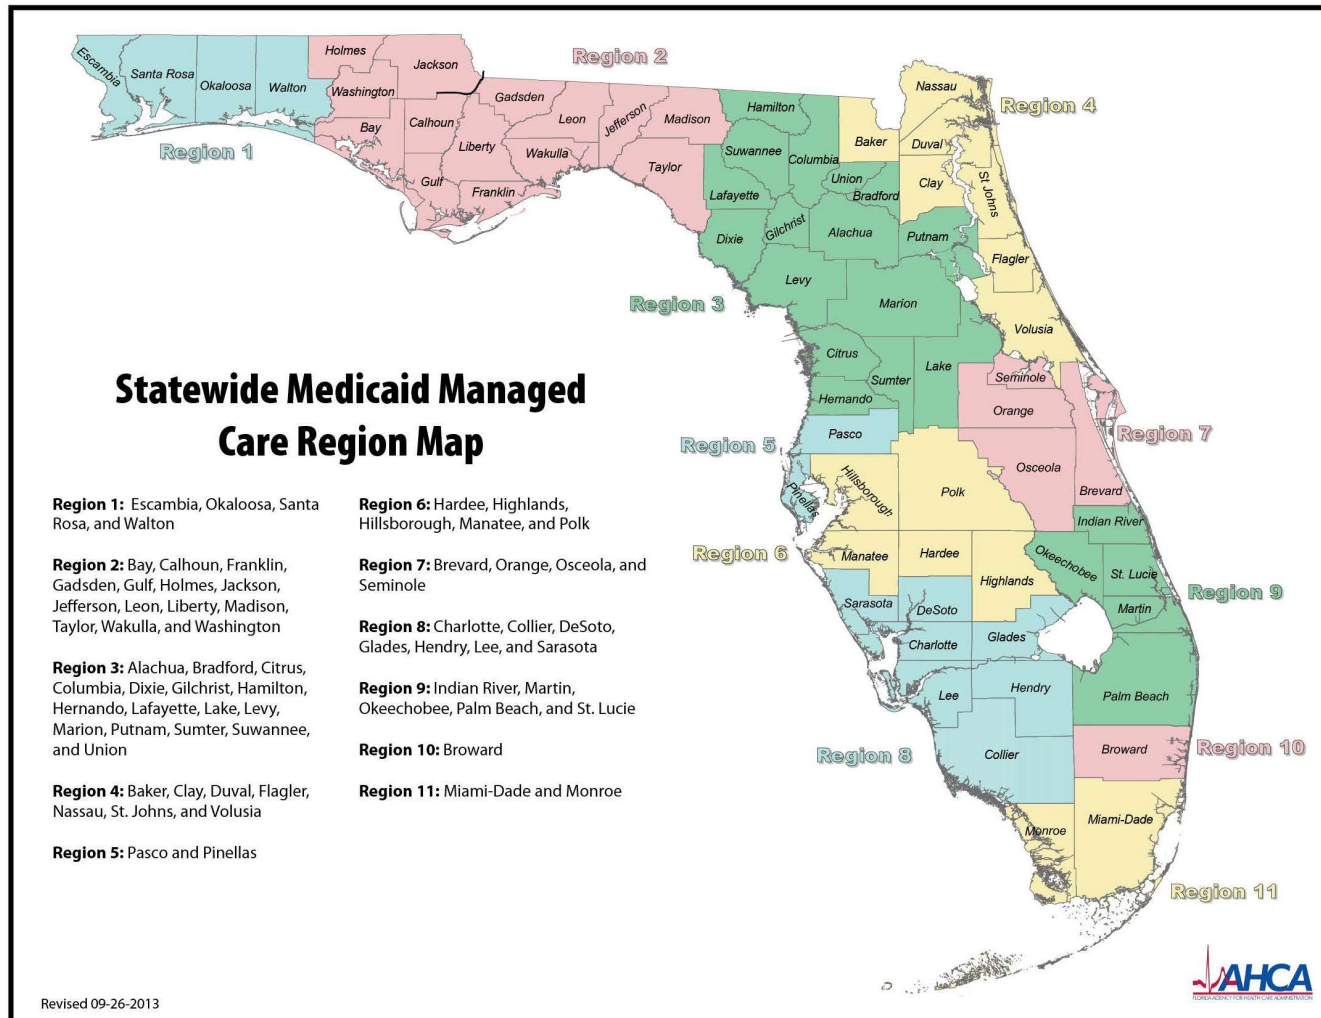 Statewide Medicaid Managed
Care Region Map
Region 1: Escambia, Okaloosa, Santa
Rosa, and Walton
Region 2: Bay, Calhoun, Franklin,
Gadsden, Gulf, Holmes, Jackson,
Jefferson, Leon, Liberty, Madison,
Taylor, Wakulla, and Washington
Region 3: Alachua, Bradford, Citrus,
Columbia, Dixie, Gilchrist, Hamilton,
Hernando, Lafayette, Lake, Levy,
Marion, Putnam, Sumter, Suwannee,
and Union
Region 4: Baker, Clay, Duval, Flagler,
Nassau, St. Johns, and Volusia
Region 5: Pasco and Pinellas
Region 6: Hardee, Highlands,
Hillsborough, Manatee, and Polk
Region 7: Brevard, Orange, Osceola, and
Seminole
Region 8: Charlotte, Collier, DeSoto,
Glades, Hendry, Lee, and Sarasota
Region 9: Indian River, Martin,
Okeechobee, Palm Beach, and St. Lucie
Region 10: Broward
Region 11: Miami-Dade and Monroe
Region 1
Escambia
Santa Rosa
Okaloosa
Walton
Region 2
Holmes
Jackson
Washington
Bay
Calhoun
Gulf
Gadsden
Liberty
Leon
Wakulla
Franklin
Jefferson
Madison
Taylor
Region 3
Hamilton
Suwannee
Columbia
Lafayette
Union
Bradford
Dixie
Gilchrist
Alachua
Putnam
Levy
Marion
Citrus
Sumter
Lake
Hernando
Region 4
Nassau
Baker
Duval
Clay
St Johns
Flagler
Volusia
Region 5
Pasco
Pinellas
Region 6
Hillsborough
Polk
Manatee
Hardee
Highlands
Region 7
Seminole
Orange
Osceola
Brevard
Region 8
Sarasota
DeSoto
Charlotte
Glades
Lee
Hendry
Collier
Region 9
Indian River
Okeechobee
St. Lucie
Martin
Palm Beach
Region 10
Broward
Region 11
Monroe
Miami-Dade
Revised 09-26-2013
AHCA
FLORIDA AGENCY FOR HEALTH CARE ADMINISTRATION